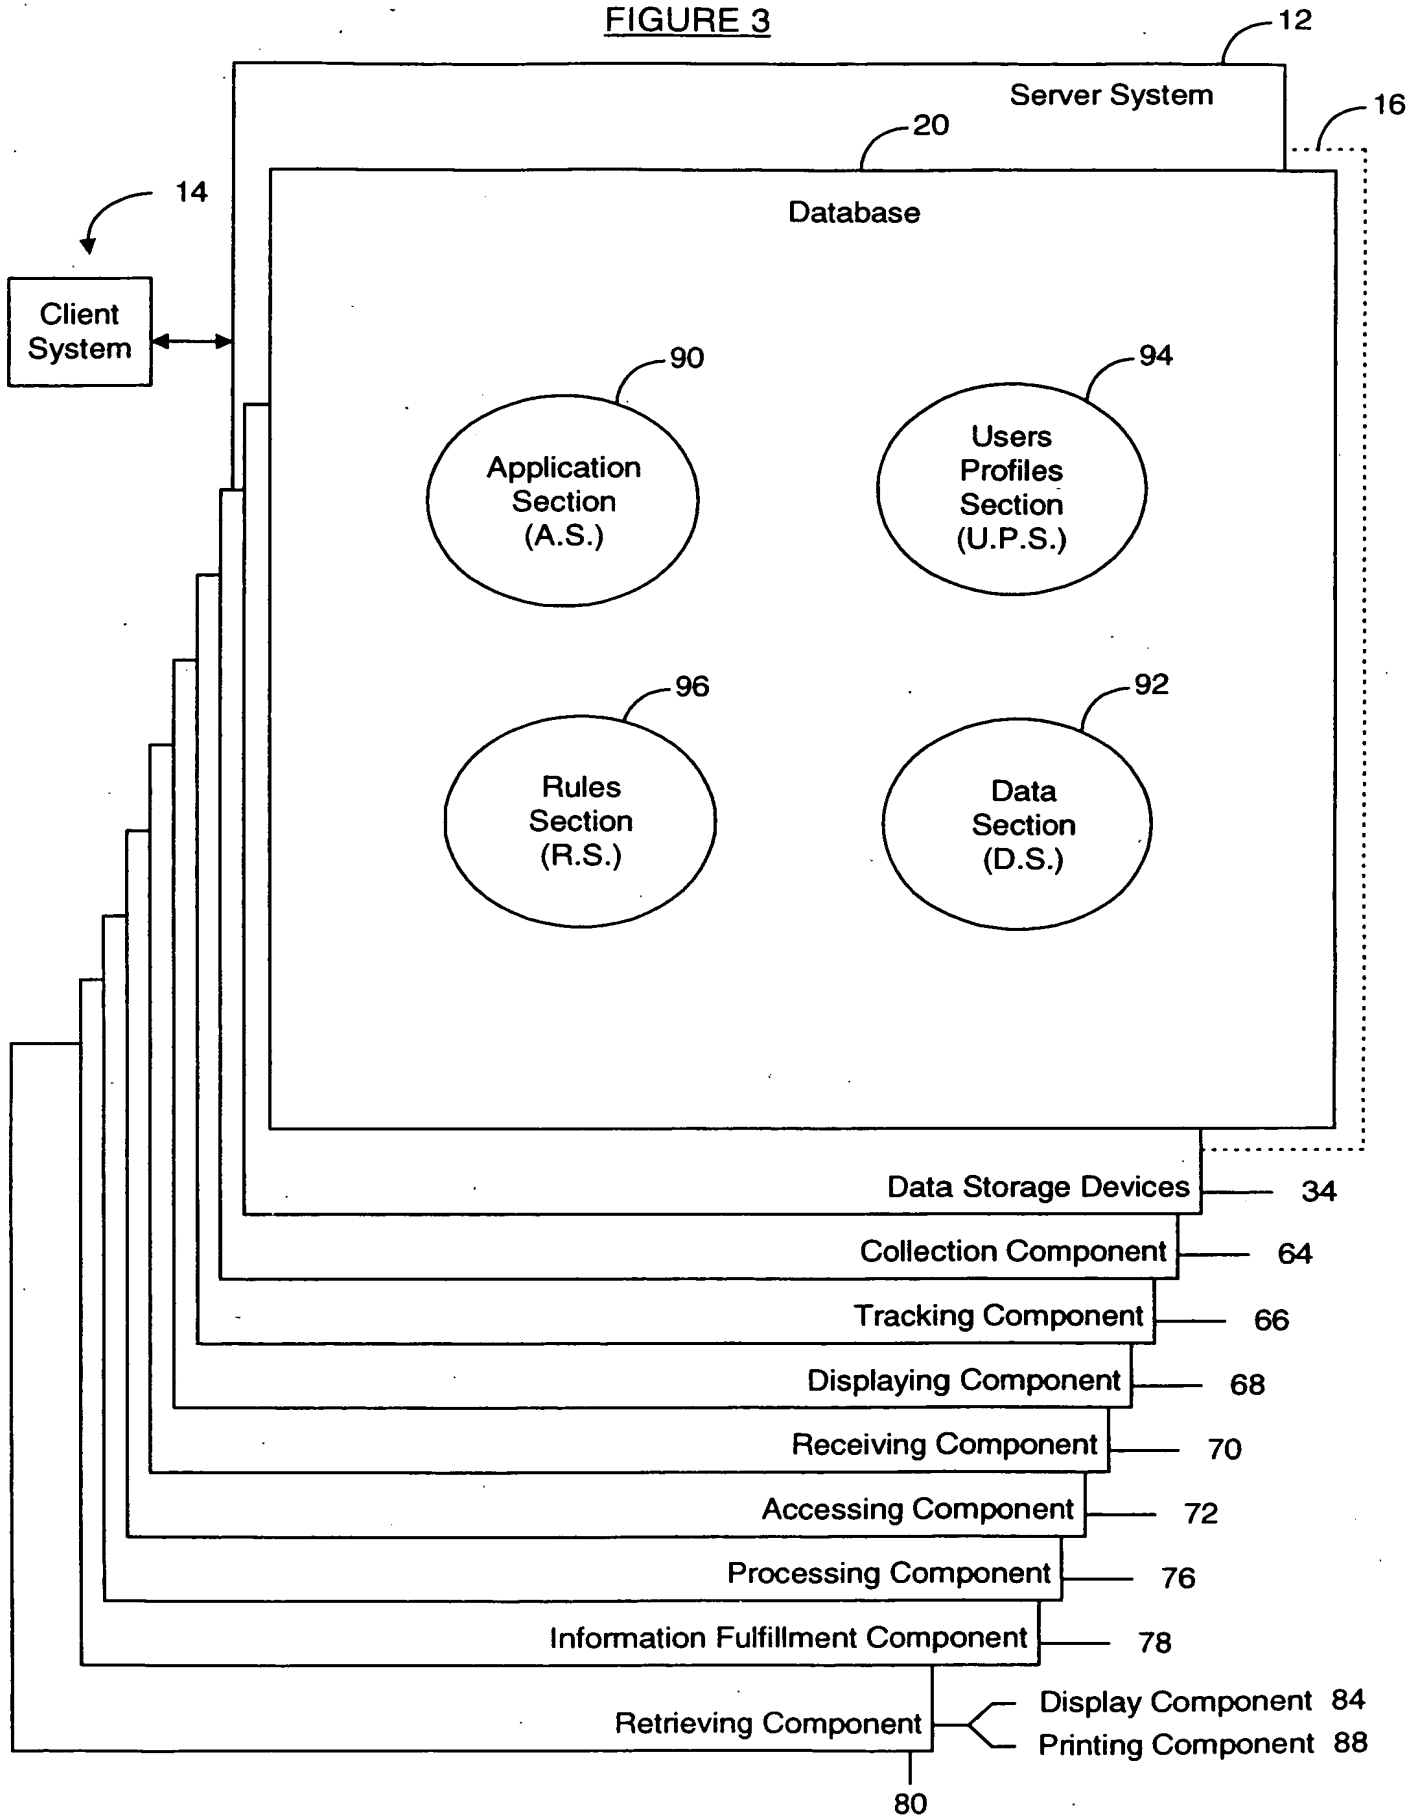 FIGURE 3
12
Server System
16
20
Database
14
Client
System
90
Application
Section
(A.S.)
94
Users
Profiles
Section
(U.P.S.)
96
Rules
Section
(R.S.)
92
Data
Section
(D.S.)
Data Storage Devices 34
Collection Component 64
Tracking Component 66
Displaying Component 68
Receiving Component 70
Accessing Component 72
Processing Component 76
Information Fulfillment Component 78
Retrieving Component
Display Component 84
Printing Component 88
80